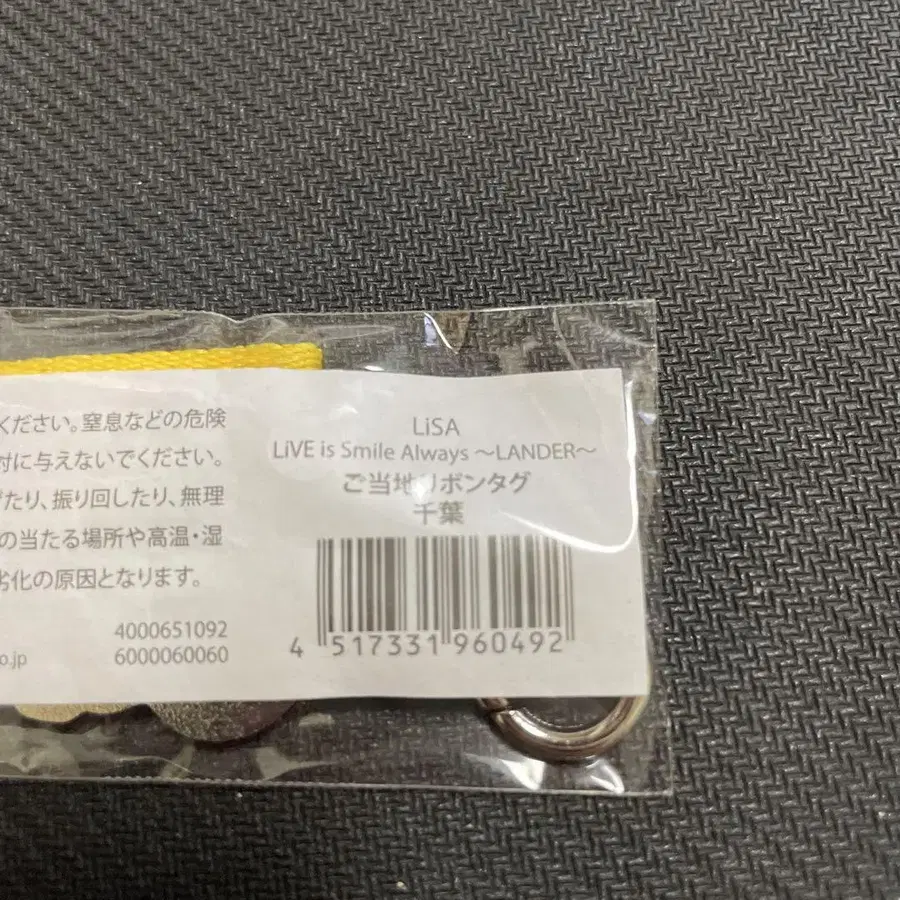 ください。窒息などの危険
対に与えないでください。
たり、振り回したり、無理
の当たる場所や高温・湿
劣化の原因となります。
4000651092
o.jp
6000060060
LiSA
LiVE is Smile Always ～LANDER～
ご当地リボンタグ
千葉
4 517331 960492